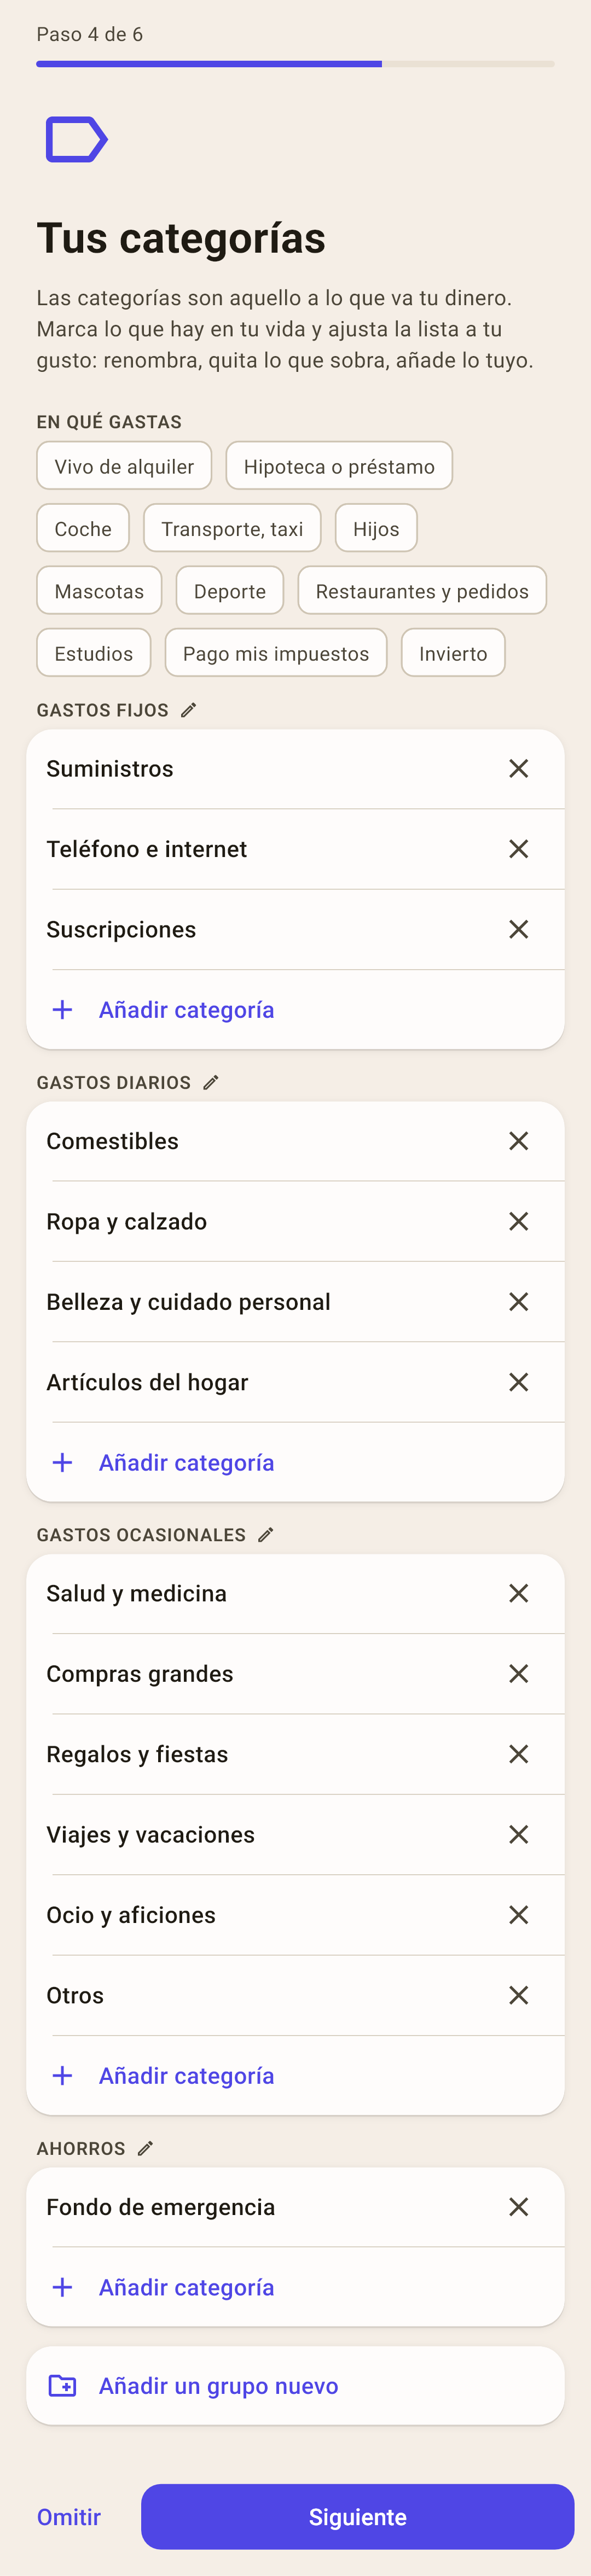 Paso 4 de 6
Tus categorías
Las categorías son aquello a lo que va tu dinero.
Marca lo que hay en tu vida y ajusta la lista a tu
gusto: renombra, quita lo que sobra, añade lo tuyo.
EN QUÉ GASTAS
Vivo de alquiler
Hipoteca o préstamo
Coche
Transporte, taxi
Hijos
Mascotas
Deporte
Restaurantes y pedidos
Estudios
Pago mis impuestos
Invierto
GASTOS FIJOS
Suministros
Teléfono e internet
Suscripciones
Añadir categoría
GASTOS DIARIOS
Comestibles
Ropa y calzado
Belleza y cuidado personal
Artículos del hogar
Añadir categoría
GASTOS OCASIONALES
Salud y medicina
Compras grandes
Regalos y fiestas
Viajes y vacaciones
Ocio y aficiones
Otros
Añadir categoría
AHORROS
Fondo de emergencia
Añadir categoría
Añadir un grupo nuevo
Omitir
Siguiente